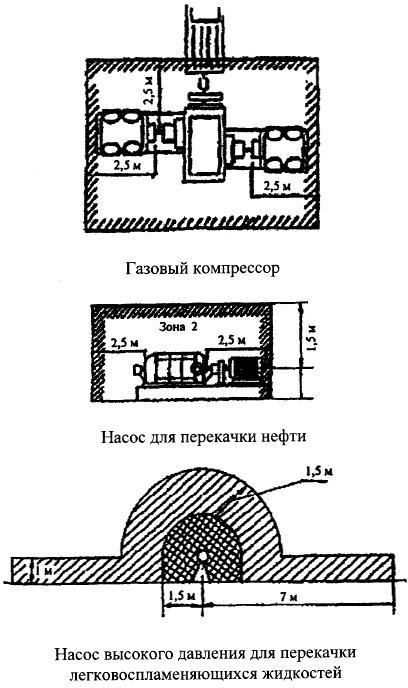 2,5 м
2,5 м
2,5 м
Газовый компрессор
Зона 2
2,5 м
2,5 м
1,5 м
Насос для перекачки нефти
1,5 м
1 м
1,5 м
7 м
Насос высокого давления для перекачки
легковоспламеняющихся жидкостей